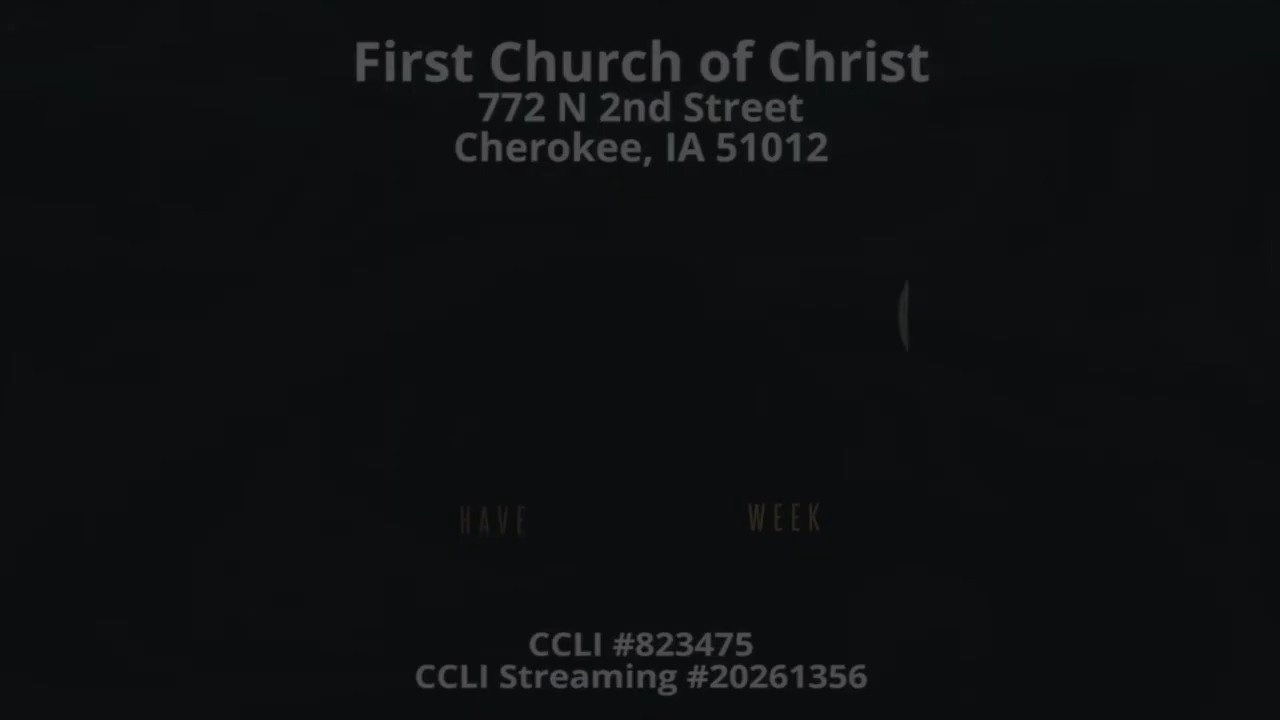 First Church of Christ
772 N 2nd Street
Cherokee, IA 51012
HAVE WEEK
CCLI #823475
CCLI Streaming #20261356